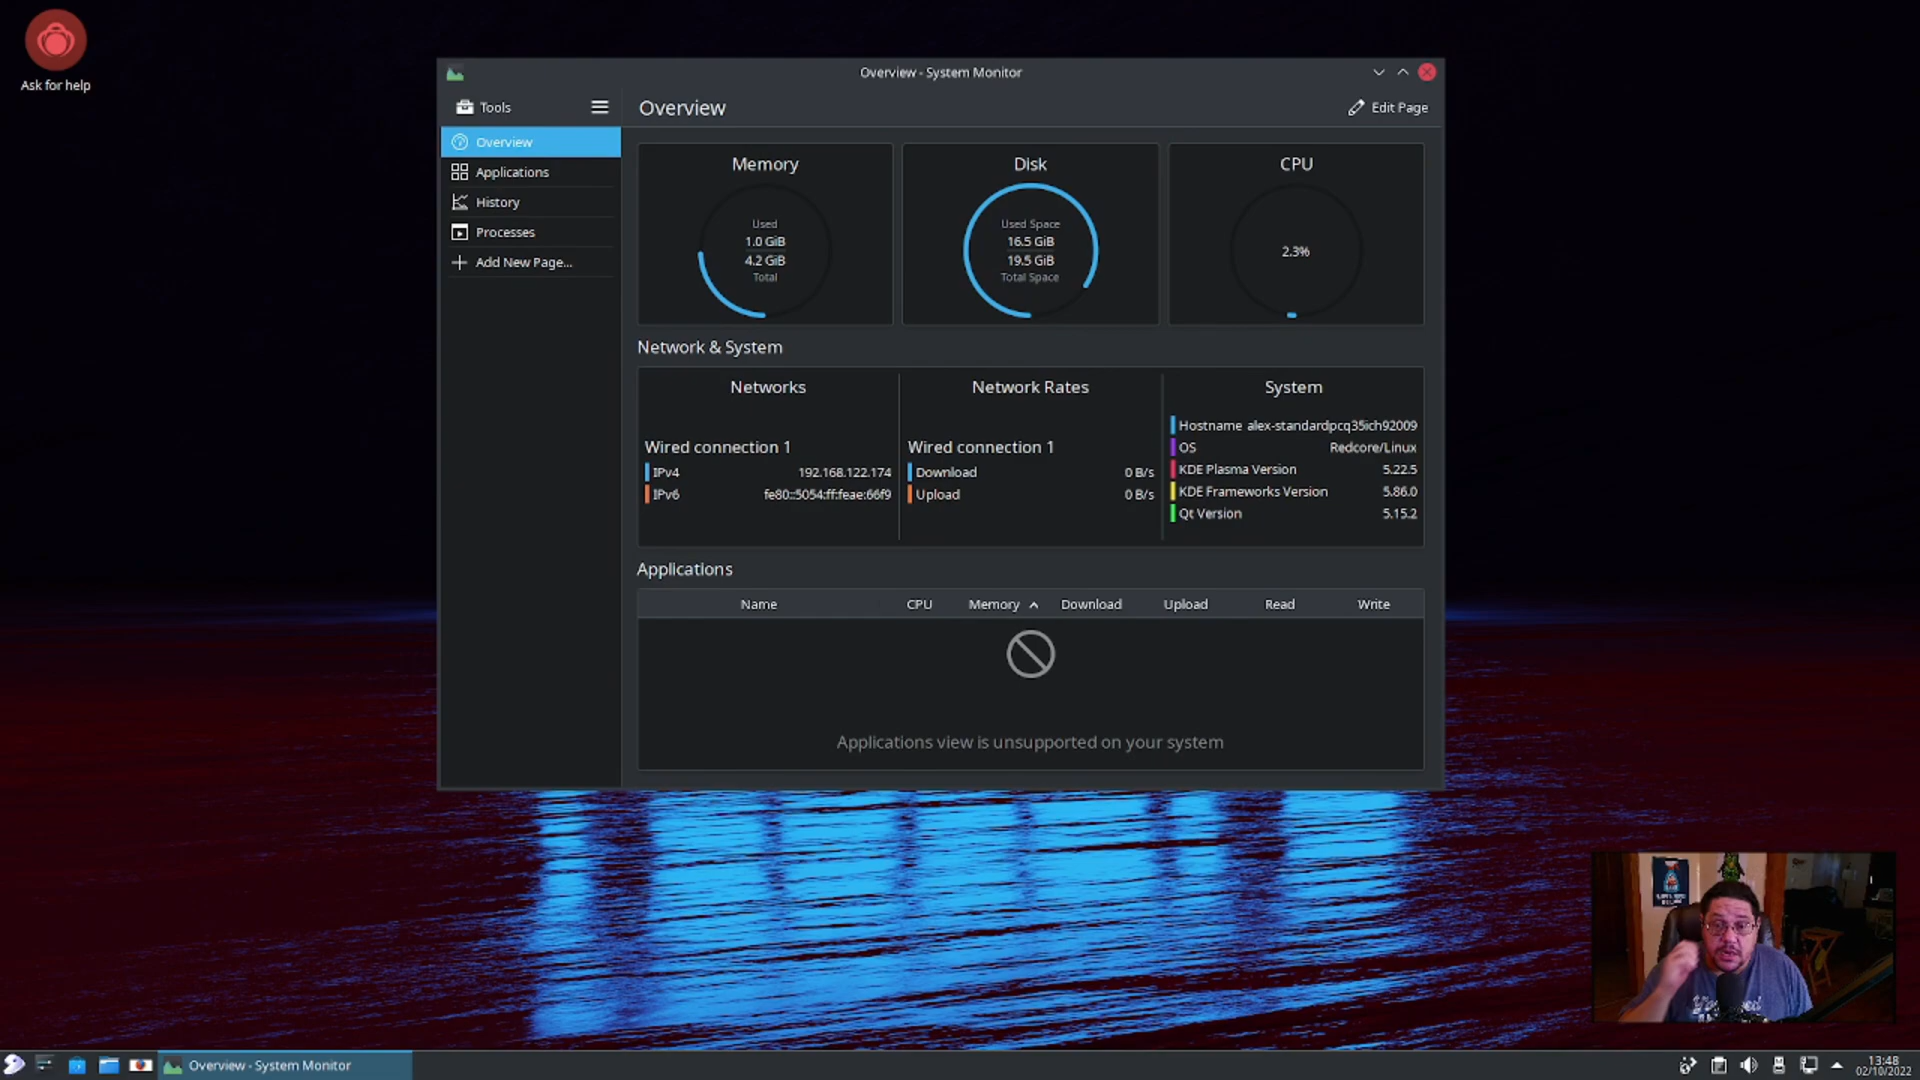 Ask for help
Overview - System Monitor
Tools
Overview
Edit Page
Overview
Applications
History
Processes
Add New Page...
Memory
Used
1.0 GiB
4.2 GiB
Total
Disk
Used Space
16.5 GiB
19.5 GiB
Total Space
CPU
2.3%
Network & System
Networks
Wired connection 1
IPv4 192.168.122.174
IPv6 fe80::5054:ff:feae:66f9
Network Rates
Wired connection 1
Download 0 B/s
Upload 0 B/s
System
Hostname alex-standardpcq35ich92009
OS Redcore/Linux
KDE Plasma Version 5.22.5
KDE Frameworks Version 5.86.0
Qt Version 5.15.2
Applications
Name CPU Memory Download Upload Read Write
Applications view is unsupported on your system
Overview - System Monitor
13:48
02/10/2022